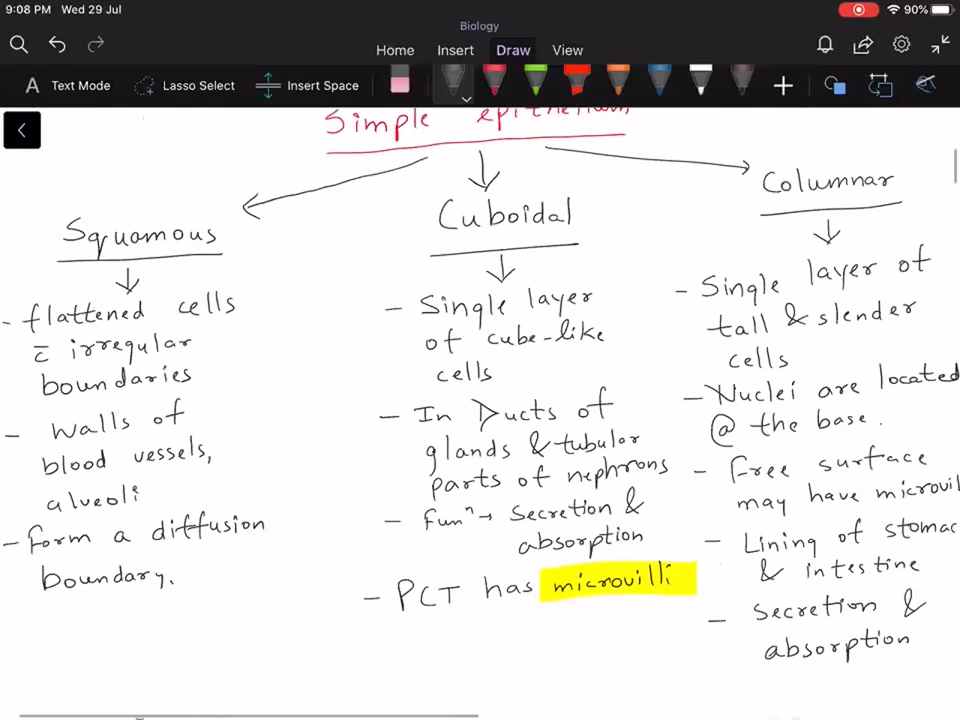 9:08 PM Wed 29 Jul
90%
Biology
Home Insert Draw View
Text Mode Lasso Select Insert Space
Simple epithelium
Squamous
- flattened cells
c̄ irregular
boundaries
- Walls of
blood vessels,
alveoli
- Form a diffusion
boundary.
Cuboidal
- Single layer
of cube-like
cells
- In Ducts of
glands & tubular
parts of nephrons
- Funⁿ → Secretion &
absorption
- PCT has microvilli
Columnar
- Single layer of
tall & slender
cells
- Nuclei are located
@ the base.
- Free surface
may have microvil
- Lining of stomac
& intestine
- Secretion &
absorption